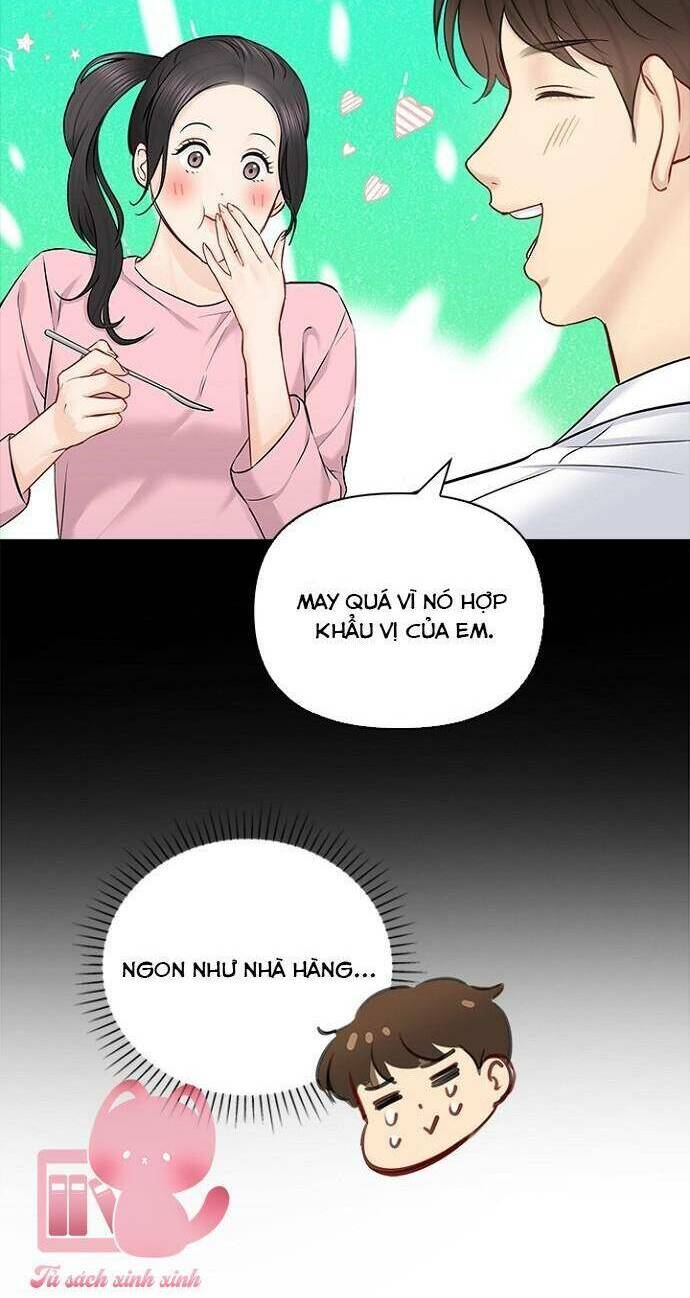 MAY QUÁ VÌ NÓ HỢP
KHẨU VỊ CỦA EM.
NGON NHƯ NHÀ HÀNG...
Tủ sách xinh xinh